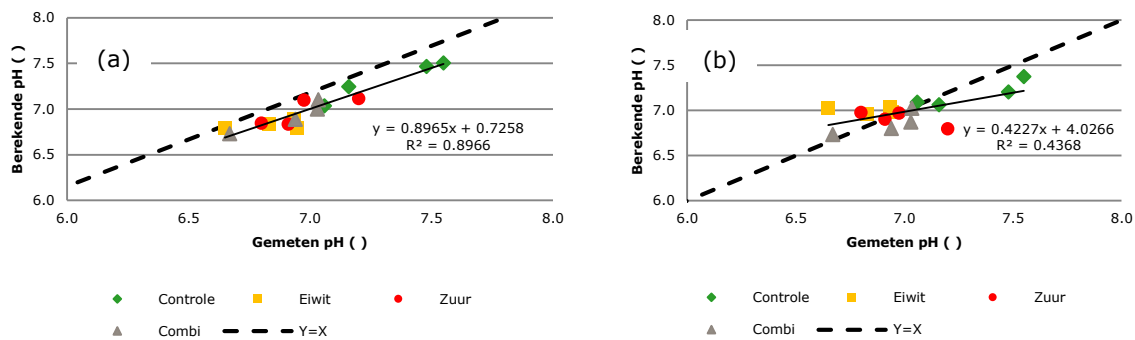 (a)
8.0
7.5
7.0
6.5
6.0
Berekende pH ( )
y = 0.8965x + 0.7258
R² = 0.8966
6.0 6.5 7.0 7.5 8.0
Gemeten pH ( )
Controle Eiwit Zuur
Combi Y=X
(b)
8.0
7.5
7.0
6.5
6.0
Berekende pH ( )
y = 0.4227x + 4.0266
R² = 0.4368
6.0 6.5 7.0 7.5 8.0
Gemeten pH ( )
Controle Eiwit Zuur
Combi Y=X